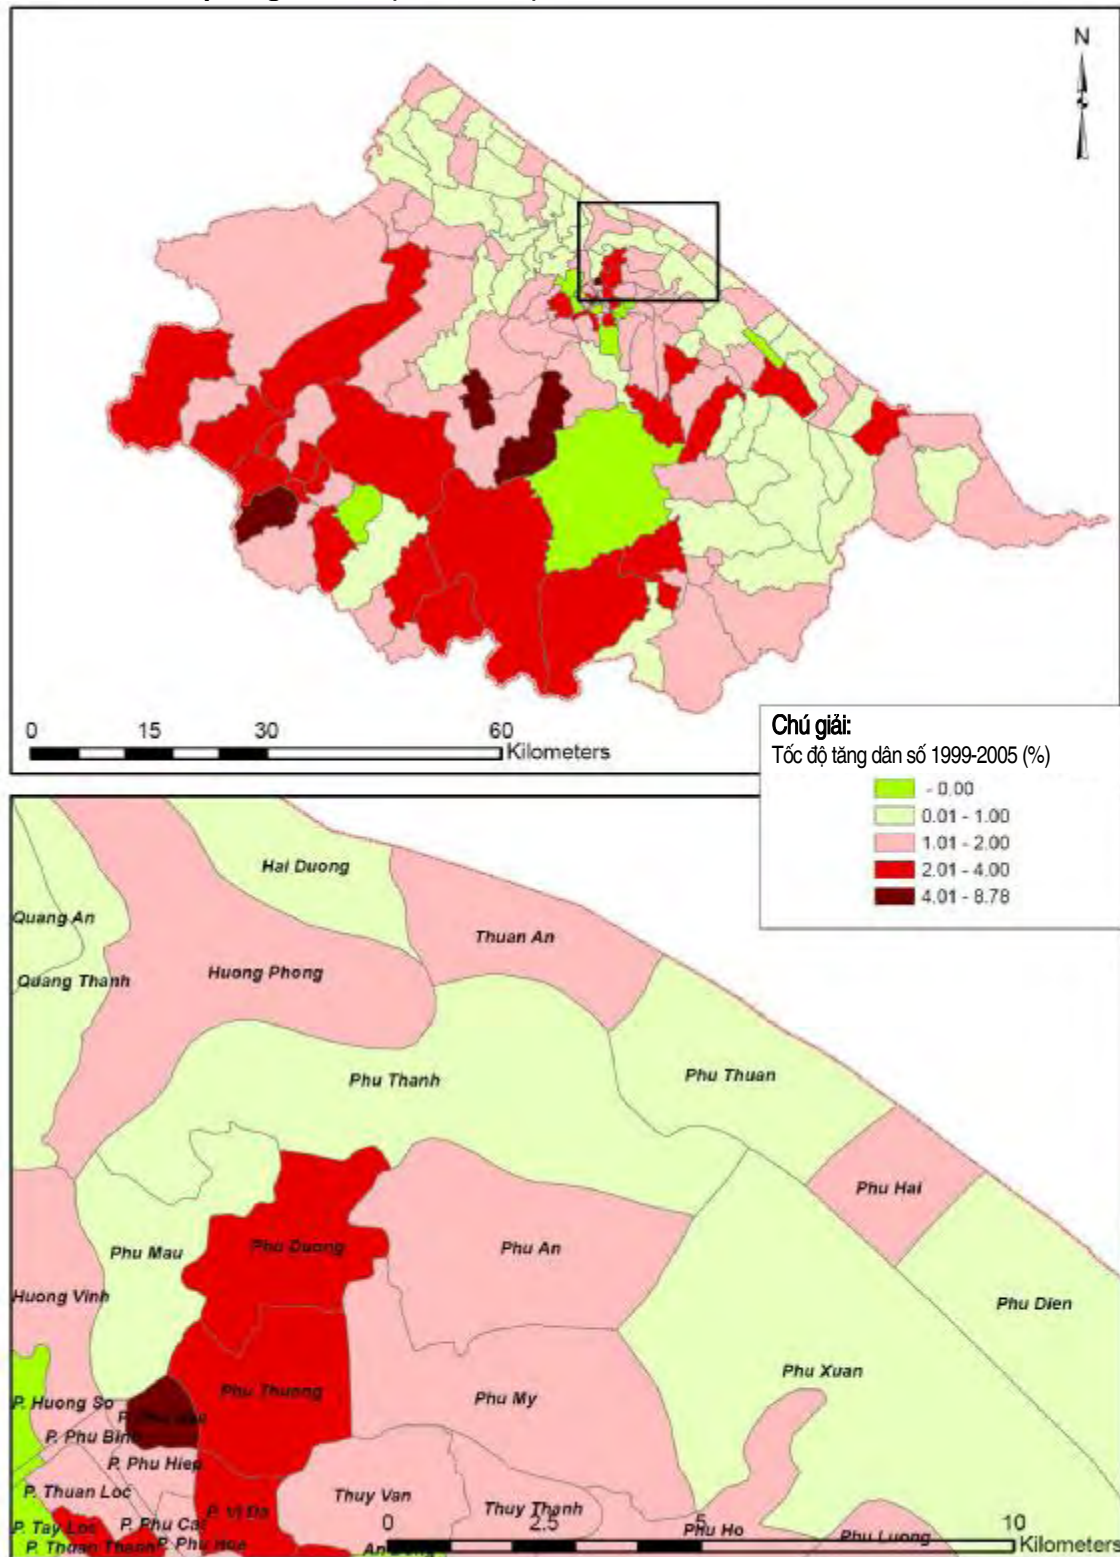 N
0 15 30 60
Kilometers
Chú giải:
Tốc độ tăng dân số 1999-2005 (%)
- 0.00
0.01 - 1.00
1.01 - 2.00
2.01 - 4.00
4.01 - 8.78
Hai Duong
Quang An
Thuan An
Huong Phong
Quang Thanh
Phu Thanh
Phu Thuan
Phu Hai
Phu Mau
Phu Duong
Phu An
Huong Vinh
Phu Dien
Phu Xuan
Phu Thuong
Phu My
P. Huong So
P. Phu Binh
P. Phu Hiep
P. Thuan Loc
Thuy Van
Thuy Thanh
P. Vi Da
P. Tay Loc
P. Phu Cat
Phu Ho
Phu Luong
P. Thuan Thanh
P. Phu Hoa
0 2.5 5 10
Kilometers